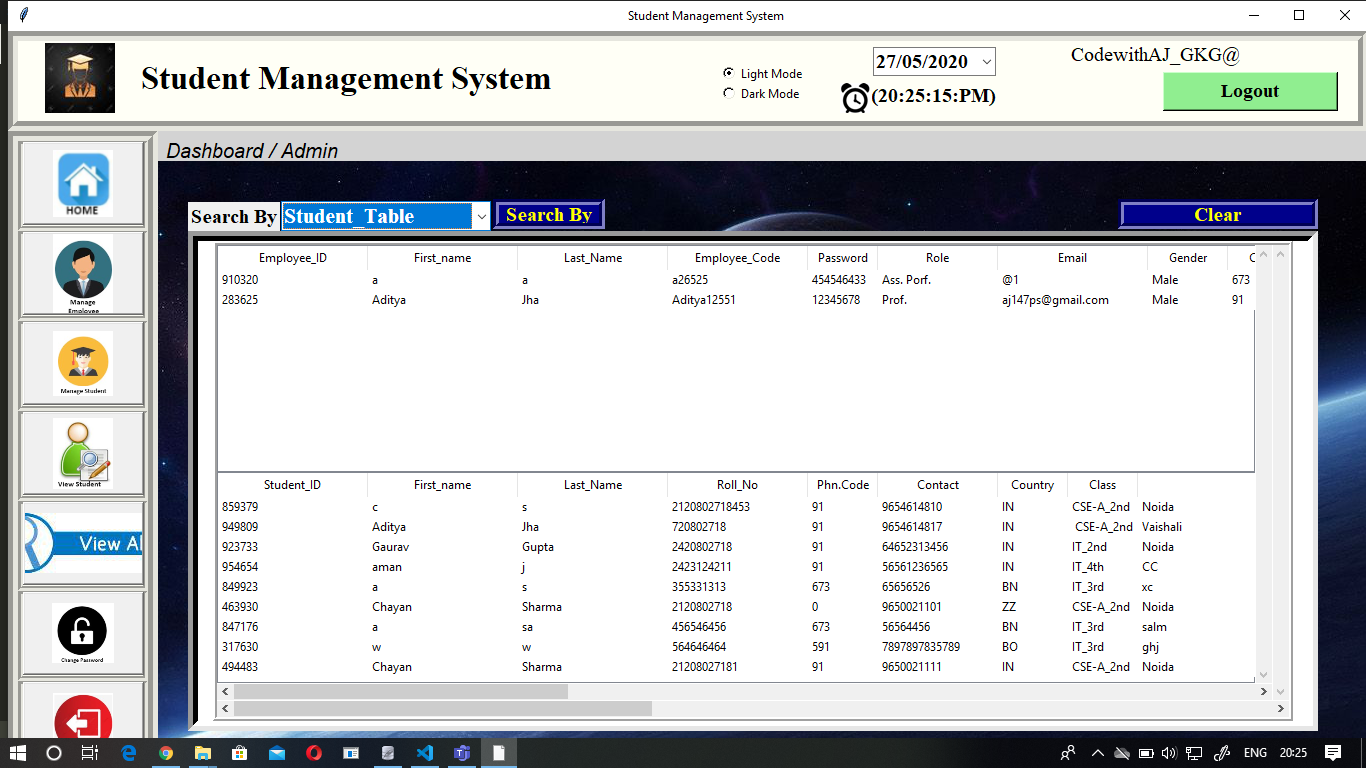 Student Management System
Student Management System
Light Mode
Dark Mode
27/05/2020
(20:25:15:PM)
CodewithAJ_GKG@
Logout
Dashboard / Admin
HOME
Manage
Employee
Manage Student
View Student
View Al
Change Password
Search By Student_Table Search By Clear
Employee_ID First_name Last_Name Employee_Code Password Role Email Gender C
910320 a a a26525 454546433 Ass. Porf. @1 Male 673
283625 Aditya Jha Aditya12551 12345678 Prof. aj147ps@gmail.com Male 91
Student_ID First_name Last_Name Roll_No Phn.Code Contact Country Class
859379 c s 2120802718453 91 9654614810 IN CSE-A_2nd Noida
949809 Aditya Jha 720802718 91 9654614817 IN CSE-A_2nd Vaishali
923733 Gaurav Gupta 2420802718 91 64652313456 IN IT_2nd Noida
954654 aman j 2423124211 91 56561236565 IN IT_4th CC
849923 a s 355331313 673 65656526 BN IT_3rd xc
463930 Chayan Sharma 2120802718 0 9650021101 ZZ CSE-A_2nd Noida
847176 a sa 456546456 673 56564456 BN IT_3rd salm
317630 w w 564646464 591 7897897835789 BO IT_3rd ghj
494483 Chayan Sharma 21208027181 91 9650021111 IN CSE-A_2nd Noida
ENG 20:25